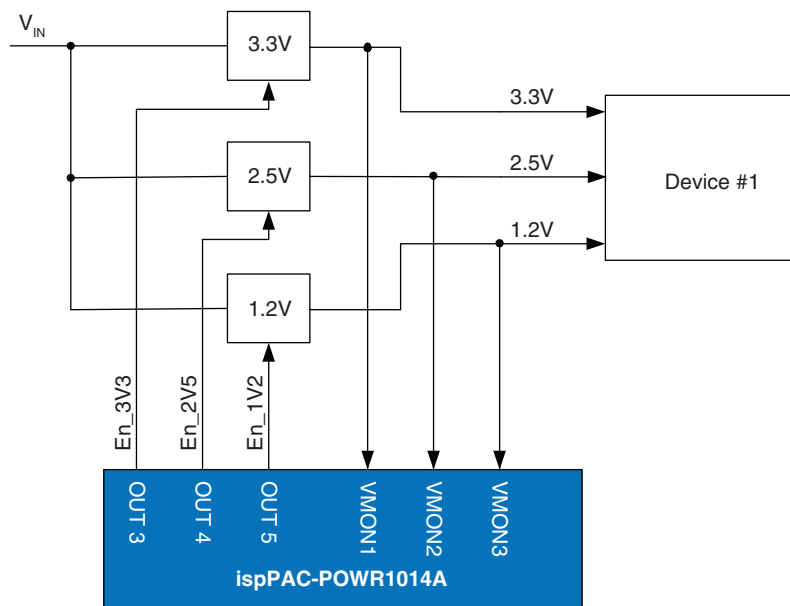 VIN
3.3V
3.3V
2.5V
2.5V
Device #1
1.2V
1.2V
En_3V3
En_2V5
En_1V2
OUT 3
OUT 4
OUT 5
VMON1
VMON2
VMON3
ispPAC-POWR1014A